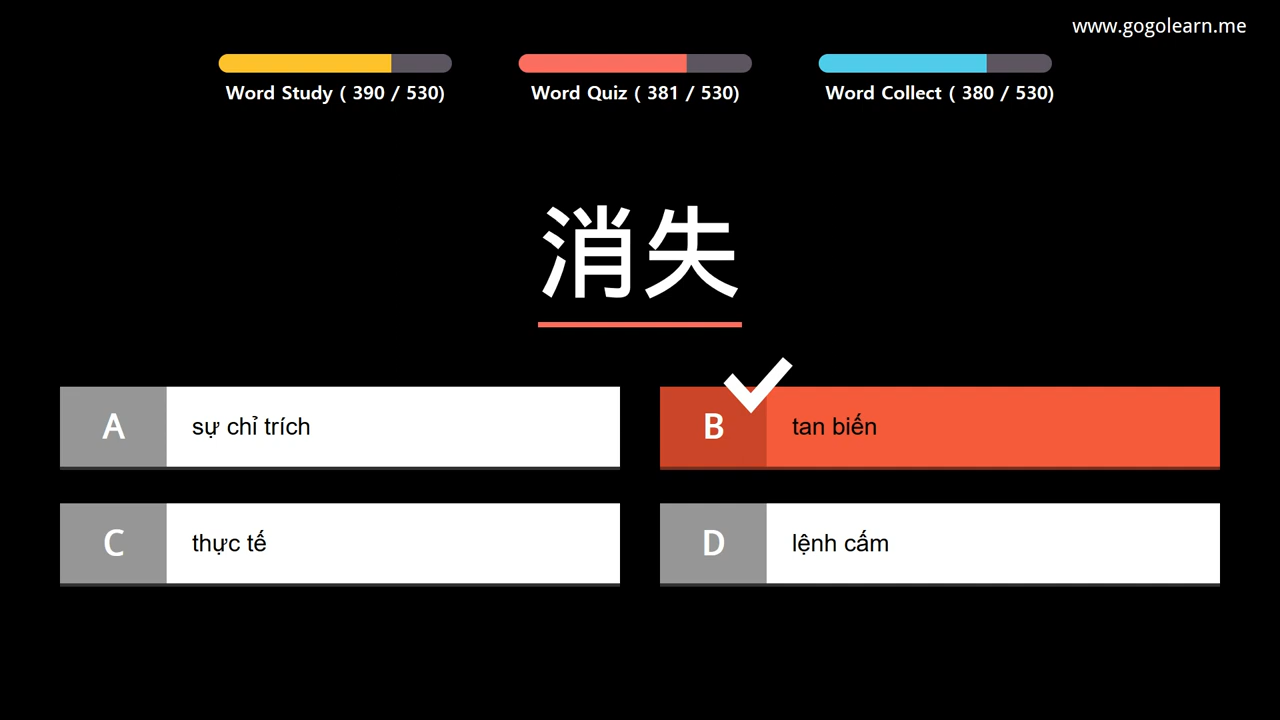 www.gogolearn.me
Word Study ( 390 / 530)
Word Quiz ( 381 / 530)
Word Collect ( 380 / 530)
消失
A
sự chỉ trích
B
tan biến
C
thực tế
D
lệnh cấm